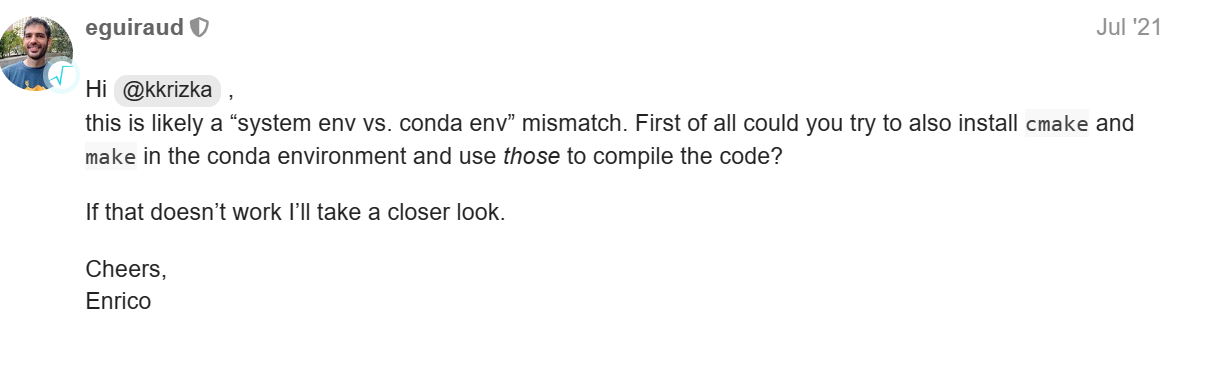 eguiraud
Jul '21
Hi @kkrizka ,
this is likely a “system env vs. conda env” mismatch. First of all could you try to also install cmake and
make in the conda environment and use those to compile the code?
If that doesn’t work I’ll take a closer look.
Cheers,
Enrico